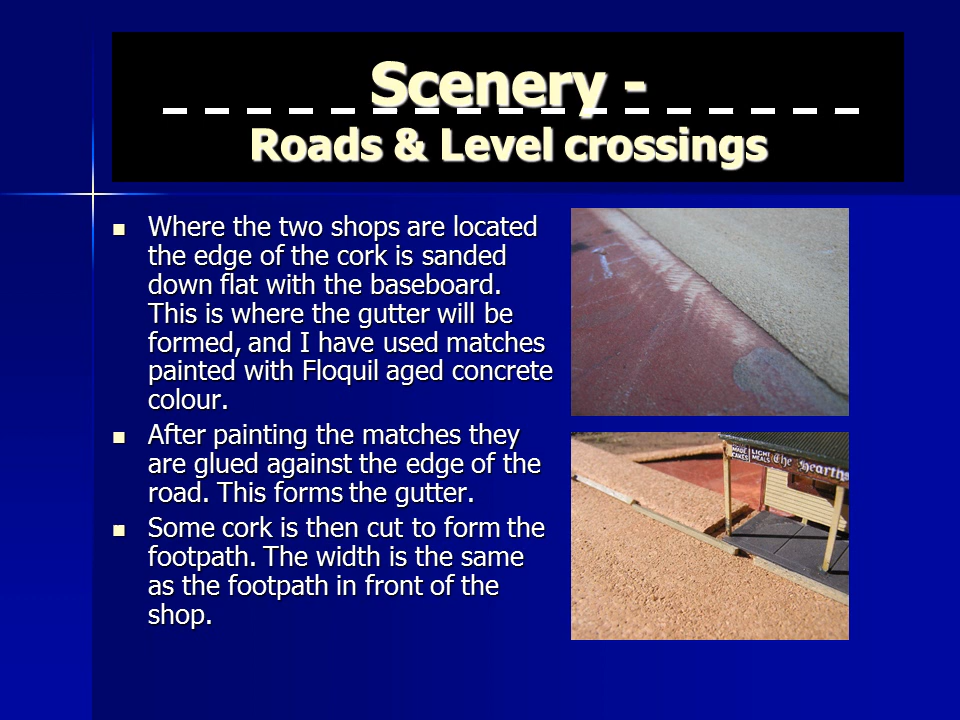 Scenery -
Roads & Level crossings
Where the two shops are located
the edge of the cork is sanded
down flat with the baseboard.
This is where the gutter will be
formed, and I have used matches
painted with Floquil aged concrete
colour.
After painting the matches they
are glued against the edge of the
road. This forms the gutter.
Some cork is then cut to form the
footpath. The width is the same
as the footpath in front of the
shop.
MADE
CAKES
LIGHT
MEALS
The Hearth